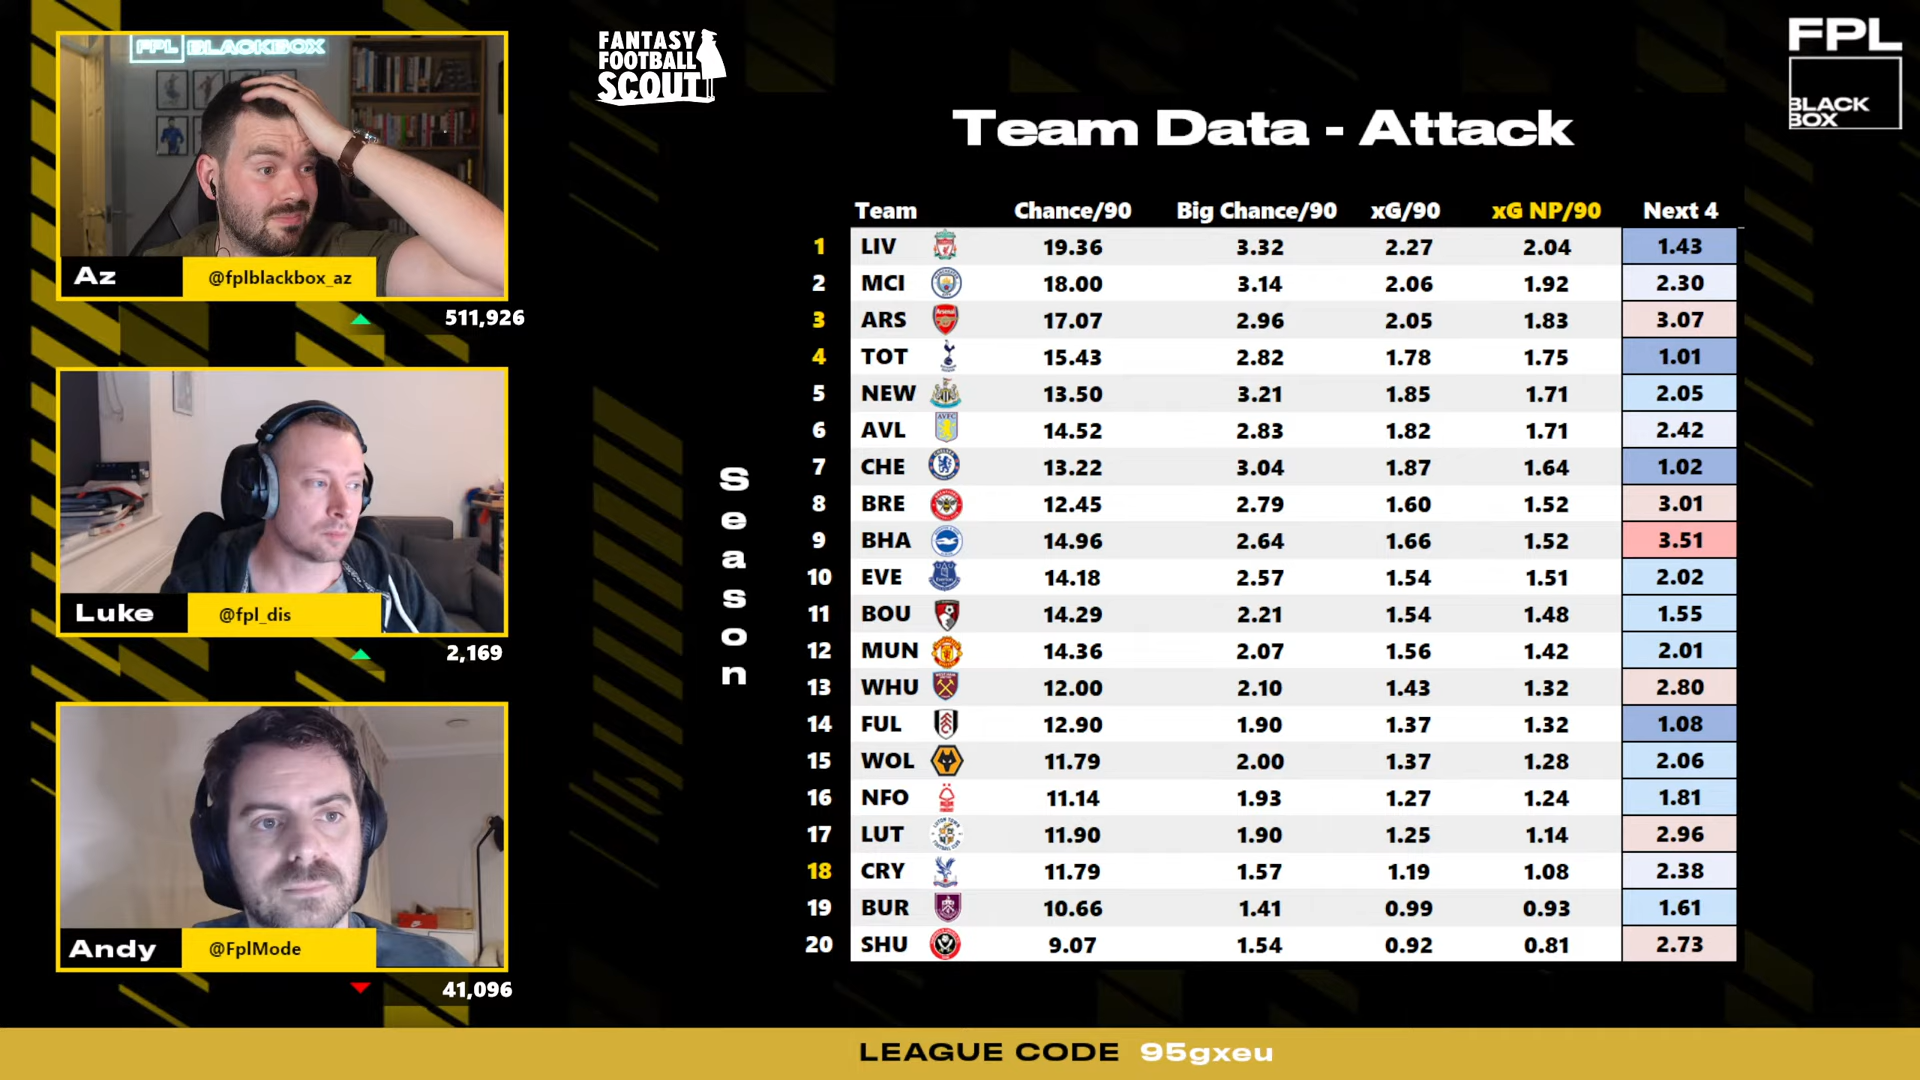 FPL BLACKBOX
Az @fplblackbox_az
511,926
Luke @fpl_dis
2,169
Andy @FplMode
41,096
FANTASY
FOOTBALL
SCOUT
FPL
BLACK
BOX
Team Data - Attack
Season
Team Chance/90 Big Chance/90 xG/90 xG NP/90 Next 4
1 LIV 19.36 3.32 2.27 2.04 1.43
2 MCI 18.00 3.14 2.06 1.92 2.30
3 ARS 17.07 2.96 2.05 1.83 3.07
4 TOT 15.43 2.82 1.78 1.75 1.01
5 NEW 13.50 3.21 1.85 1.71 2.05
6 AVL 14.52 2.83 1.82 1.71 2.42
7 CHE 13.22 3.04 1.87 1.64 1.02
8 BRE 12.45 2.79 1.60 1.52 3.01
9 BHA 14.96 2.64 1.66 1.52 3.51
10 EVE 14.18 2.57 1.54 1.51 2.02
11 BOU 14.29 2.21 1.54 1.48 1.55
12 MUN 14.36 2.07 1.56 1.42 2.01
13 WHU 12.00 2.10 1.43 1.32 2.80
14 FUL 12.90 1.90 1.37 1.32 1.08
15 WOL 11.79 2.00 1.37 1.28 2.06
16 NFO 11.14 1.93 1.27 1.24 1.81
17 LUT 11.90 1.90 1.25 1.14 2.96
18 CRY 11.79 1.57 1.19 1.08 2.38
19 BUR 10.66 1.41 0.99 0.93 1.61
20 SHU 9.07 1.54 0.92 0.81 2.73
LEAGUE CODE 95gxeu